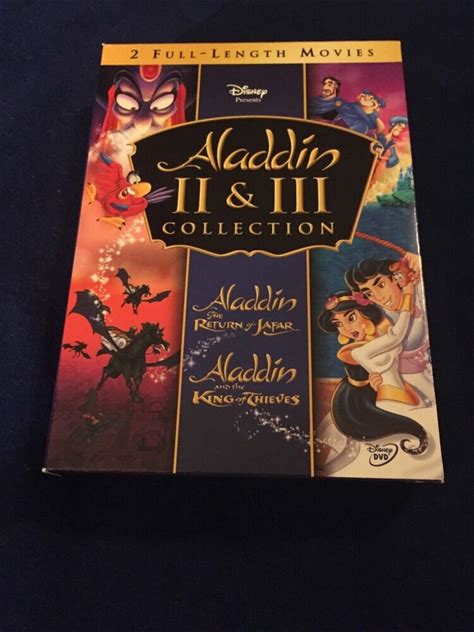 2 FULL-LENGTH MOVIES
Disney
Presents
Aladdin
II & III
COLLECTION
Aladdin
THE
RETURN of JAFAR
Aladdin
and the
KING of THIEVES
Disney
DVD